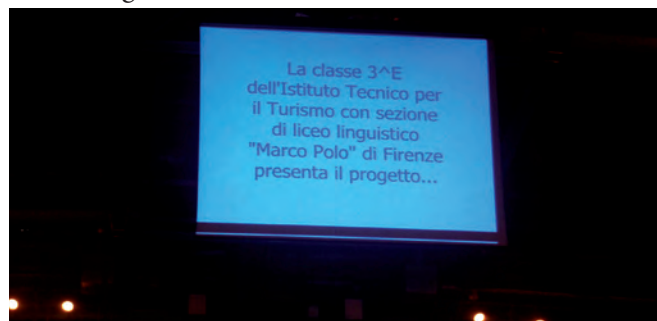 La classe 3^E
dell'Istituto Tecnico per
il Turismo con sezione
di liceo linguistico
"Marco Polo" di Firenze
presenta il progetto...